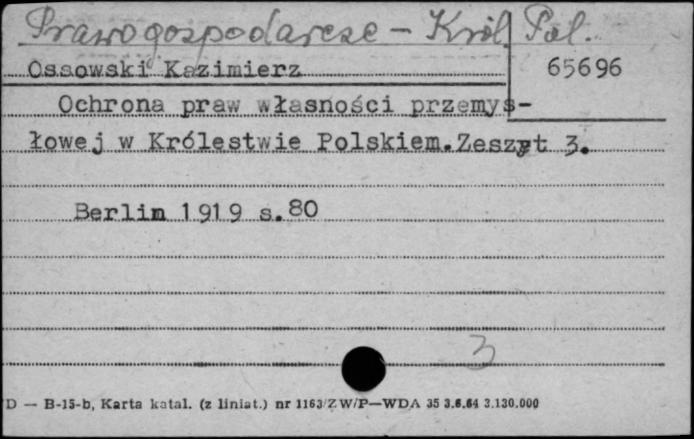 Prawo gospodarcze - Król. Pol.
Ossowski Kazimierz
65696
Ochrona praw własności przemys-
łowej w Królestwie Polskiem.Zeszyt 3.
Berlin 1919 s.80
3
D — B-15-b, Karta katal. (z liniat.) nr 1163/ZW/P—WDA 35 3.6.64 3.130.000